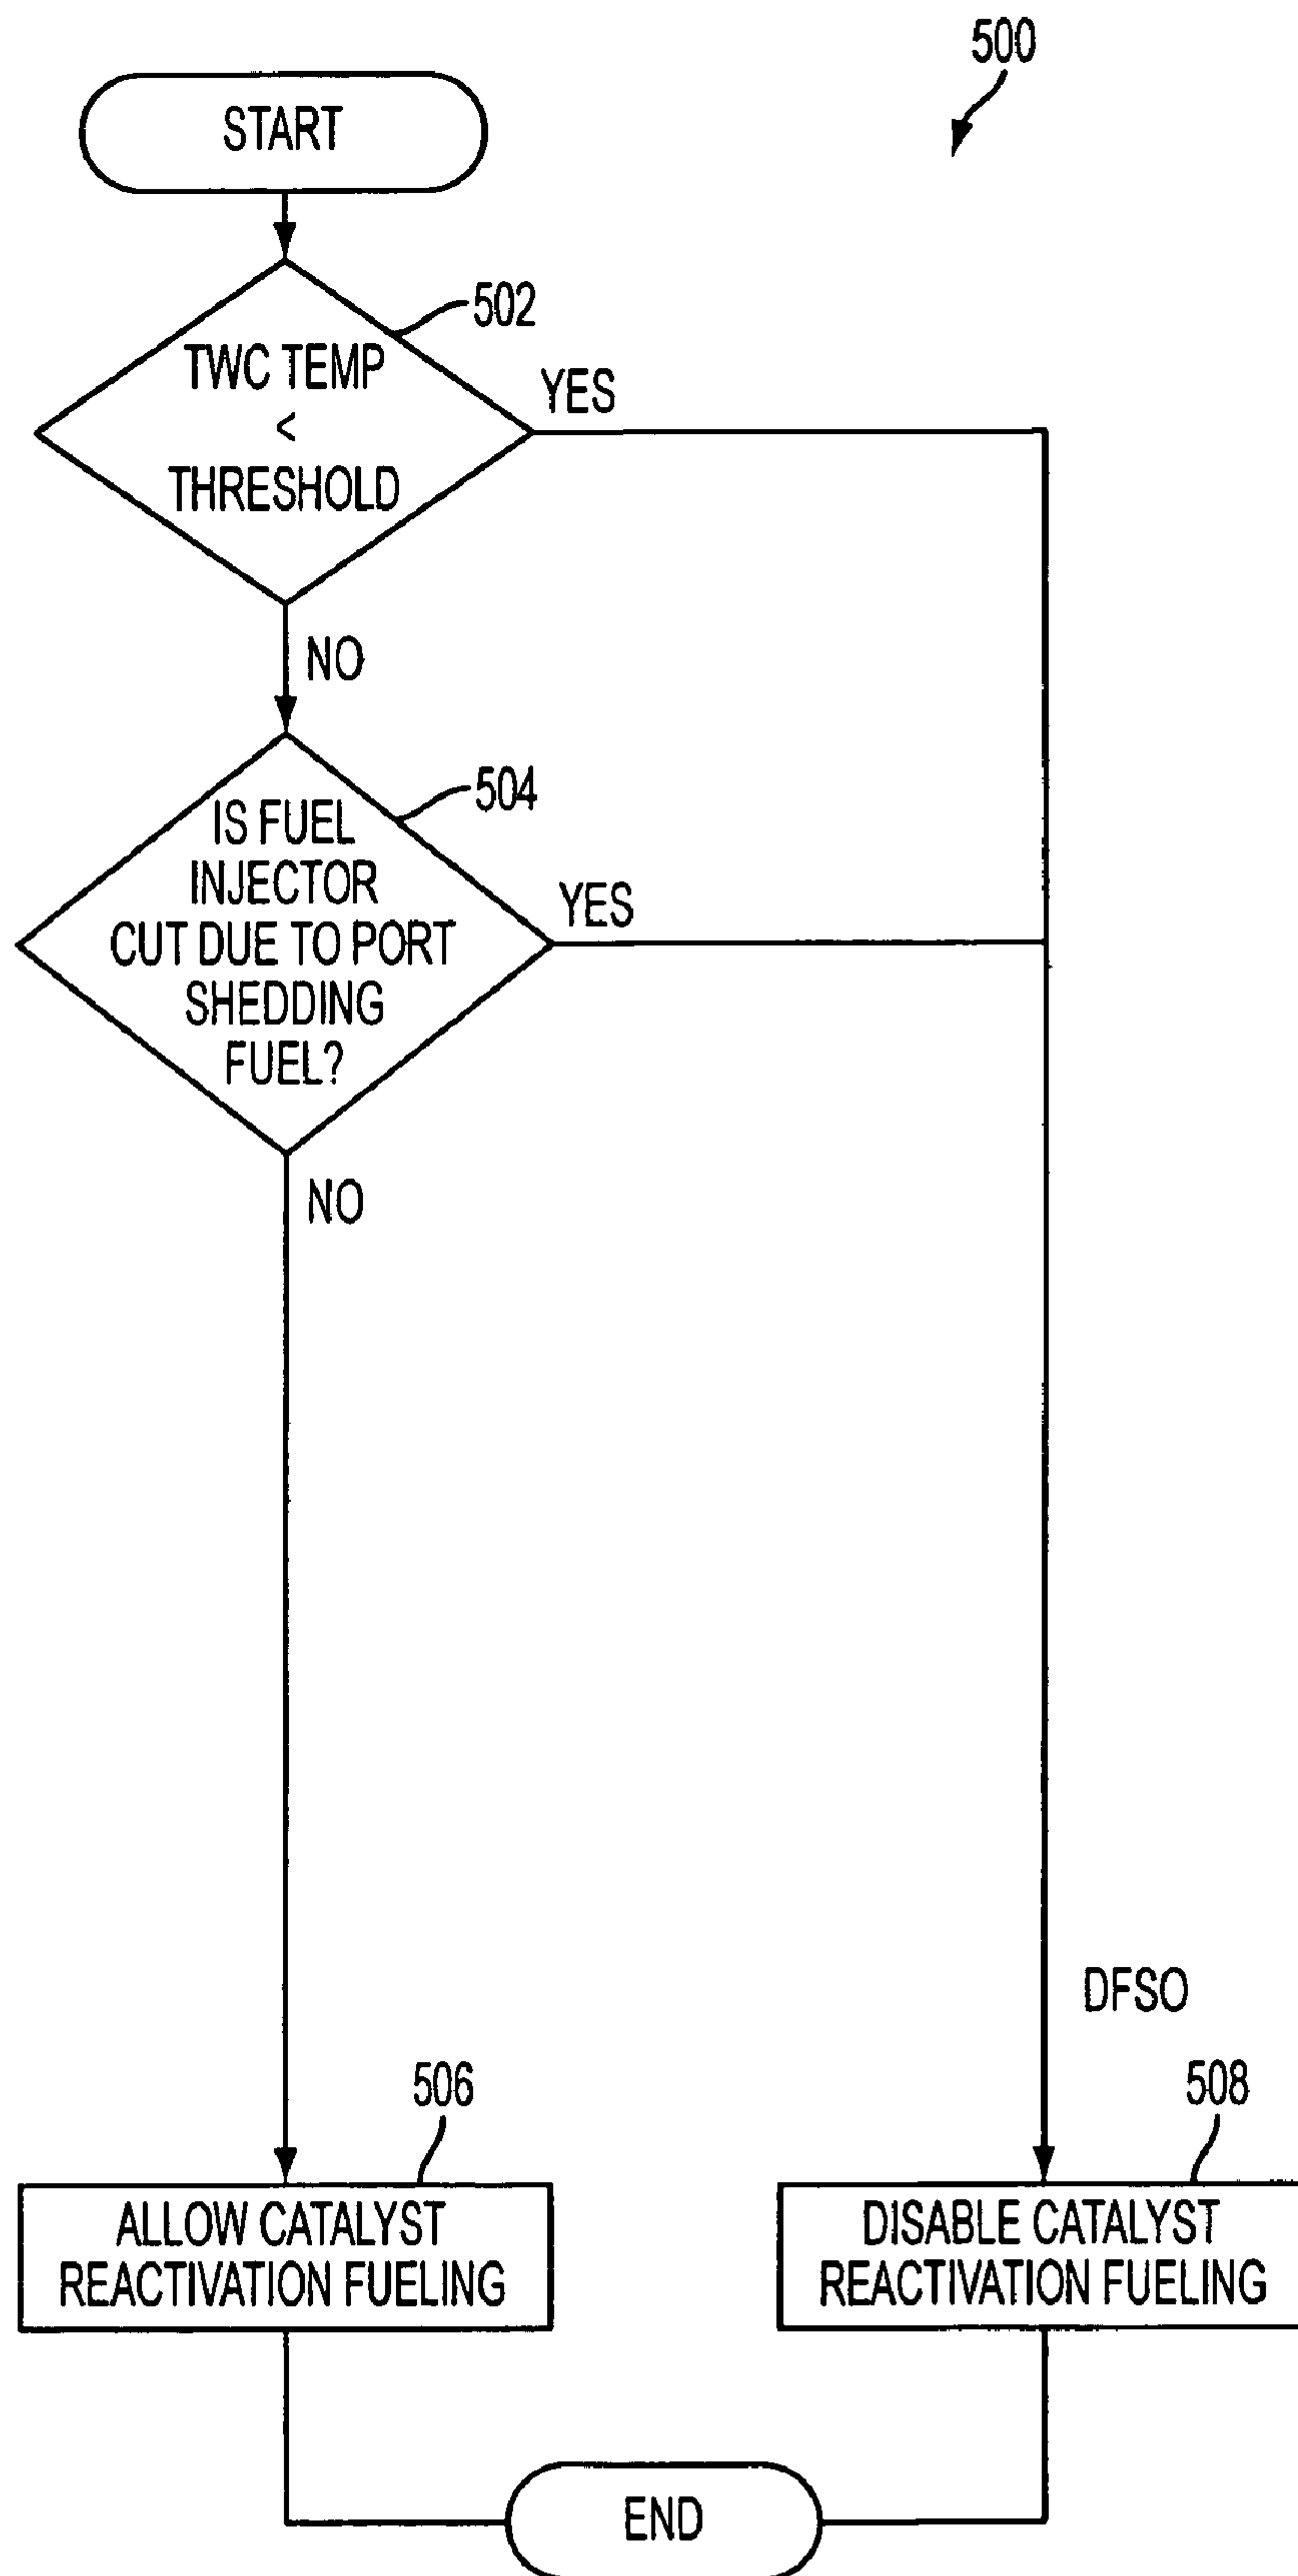 500
START
502
TWC TEMP
<
THRESHOLD
YES
NO
504
IS FUEL
INJECTOR
CUT DUE TO PORT
SHEDDING
FUEL?
YES
NO
DFSO
506
508
ALLOW CATALYST
REACTIVATION FUELING
DISABLE CATALYST
REACTIVATION FUELING
END